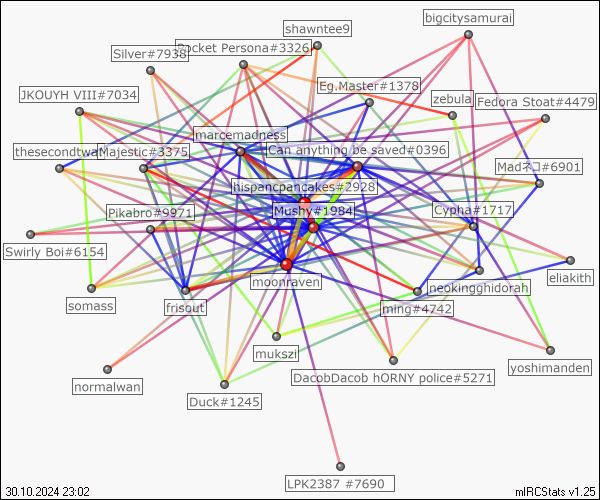 bigcitysamurai
shawntee9
Pocket Persona#3326
Silver#7938
Eg.Master#1378
JKOUYH VIII#7034
zebula
Fedora Stoat#4479
marcemadness
thesecondtwa
Majestic#3375
Can anything be saved#0396
Madネコ#6901
hispancpancakes#2928
Pikabro#9971
Mushy#1984
Cypha#1717
Swirly Boi#6154
moonraven
eliakith
neokingghidorah
somass
frisout
ming#4742
mukszi
yoshimanden
DacobDacob hORNY police#5271
normalwan
Duck#1245
LPK2387 #7690
30.10.2024 23:02
mIRCStats v1.25